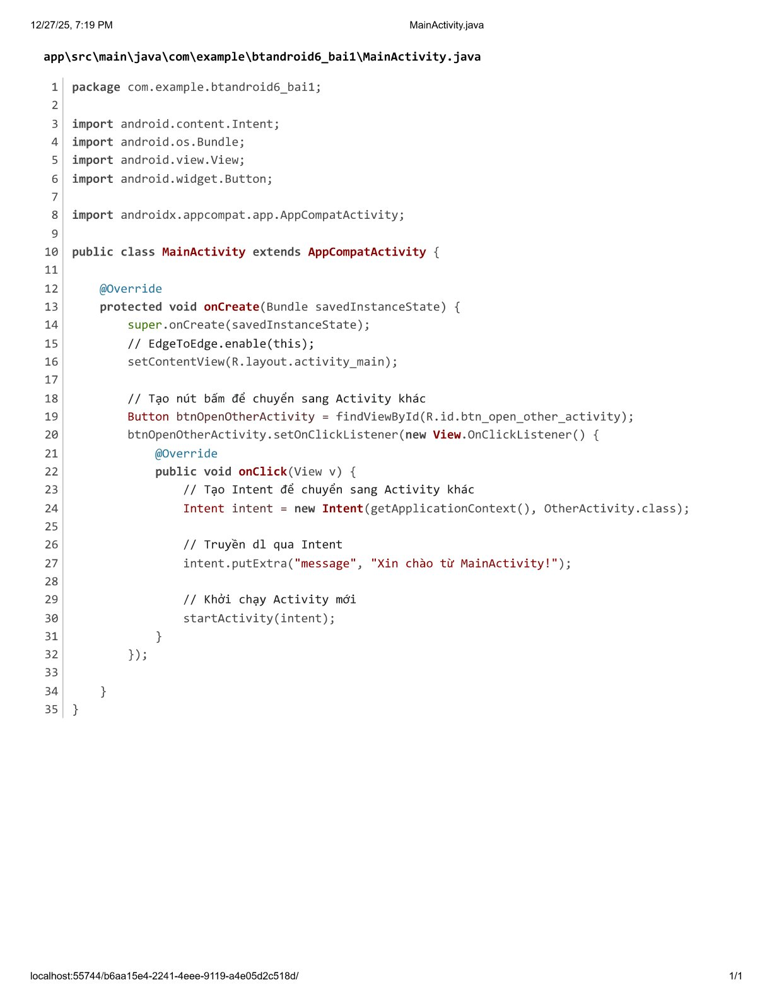 12/27/25, 7:19 PM MainActivity.java
app\src\main\java\com\example\btandroid6_bai1\MainActivity.java
1 package com.example.btandroid6_bai1;
2
3 import android.content.Intent;
4 import android.os.Bundle;
5 import android.view.View;
6 import android.widget.Button;
7
8 import androidx.appcompat.app.AppCompatActivity;
9
10 public class MainActivity extends AppCompatActivity {
11
12     @Override
13     protected void onCreate(Bundle savedInstanceState) {
14         super.onCreate(savedInstanceState);
15         // EdgeToEdge.enable(this);
16         setContentView(R.layout.activity_main);
17
18         // Tạo nút bấm để chuyển sang Activity khác
19         Button btnOpenOtherActivity = findViewById(R.id.btn_open_other_activity);
20         btnOpenOtherActivity.setOnClickListener(new View.OnClickListener() {
21             @Override
22             public void onClick(View v) {
23                 // Tạo Intent để chuyển sang Activity khác
24                 Intent intent = new Intent(getApplicationContext(), OtherActivity.class);
25
26                 // Truyền dl qua Intent
27                 intent.putExtra("message", "Xin chào từ MainActivity!");
28
29                 // Khởi chạy Activity mới
30                 startActivity(intent);
31             }
32         });
33
34     }
35 }
localhost:55744/b6aa15e4-2241-4eee-9119-a4e05d2c518d/ 1/1